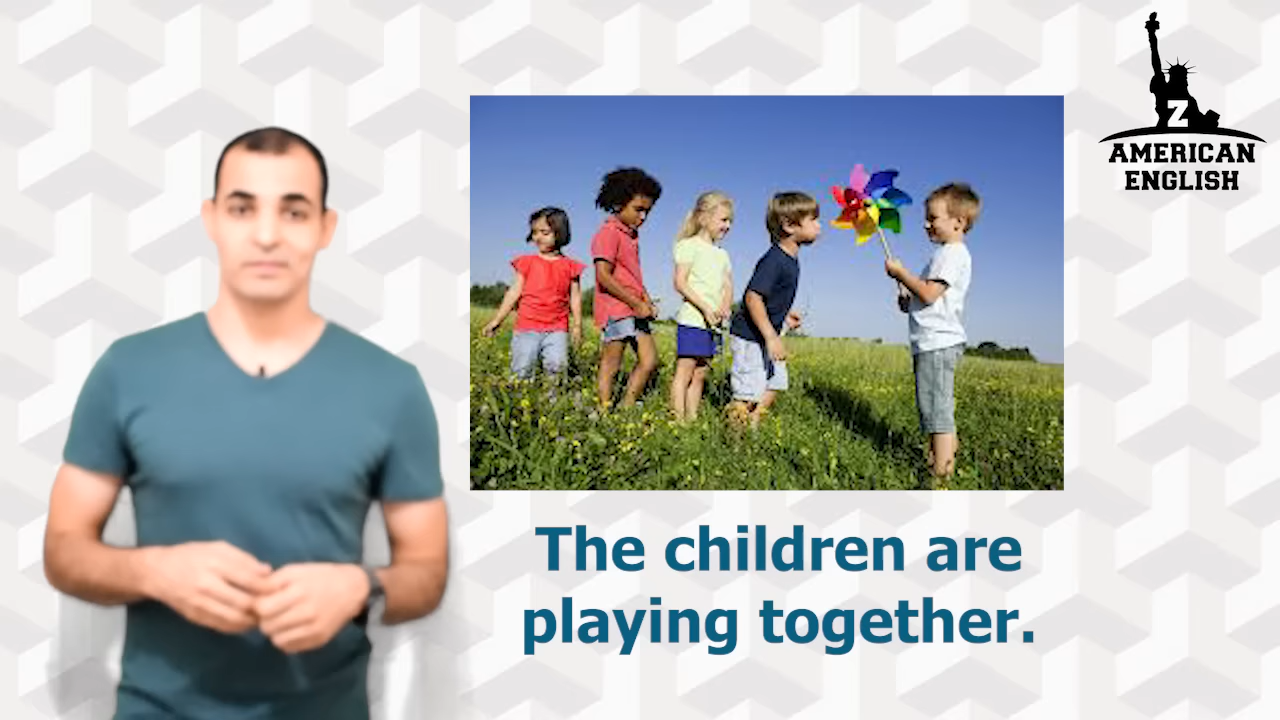 Z
AMERICAN
ENGLISH
The children are
playing together.